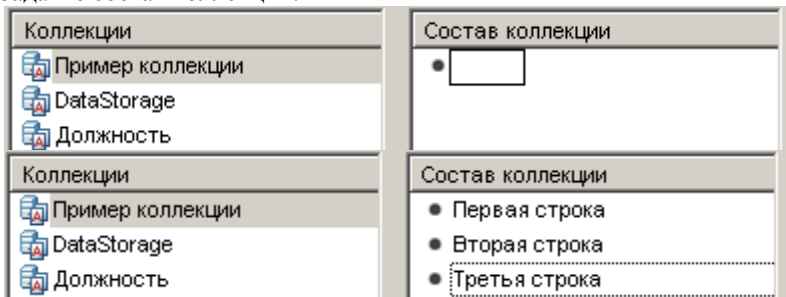 Коллекции Состав коллекции
Пример коллекции
DataStorage
Должность
Коллекции Состав коллекции
Пример коллекции Первая строка
DataStorage Вторая строка
Должность Третья строка